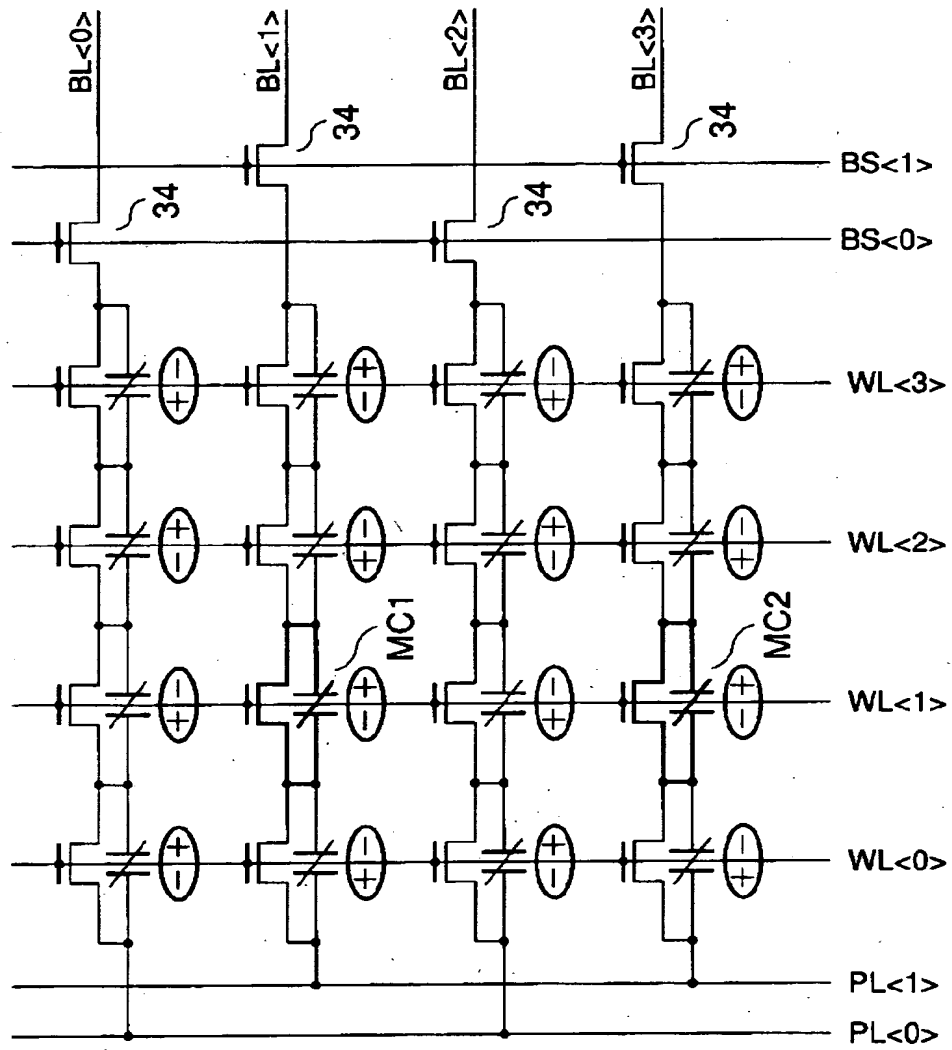 BL<0>
BL<1>
BL<2>
BL<3>
34
34
BS<1>
34
34
BS<0>
+ −
− +
+ −
− +
WL<3>
− +
+ −
− +
+ −
WL<2>
MC1
MC2
+ −
− +
+ −
− +
WL<1>
− +
+ −
− +
+ −
WL<0>
PL<1>
PL<0>